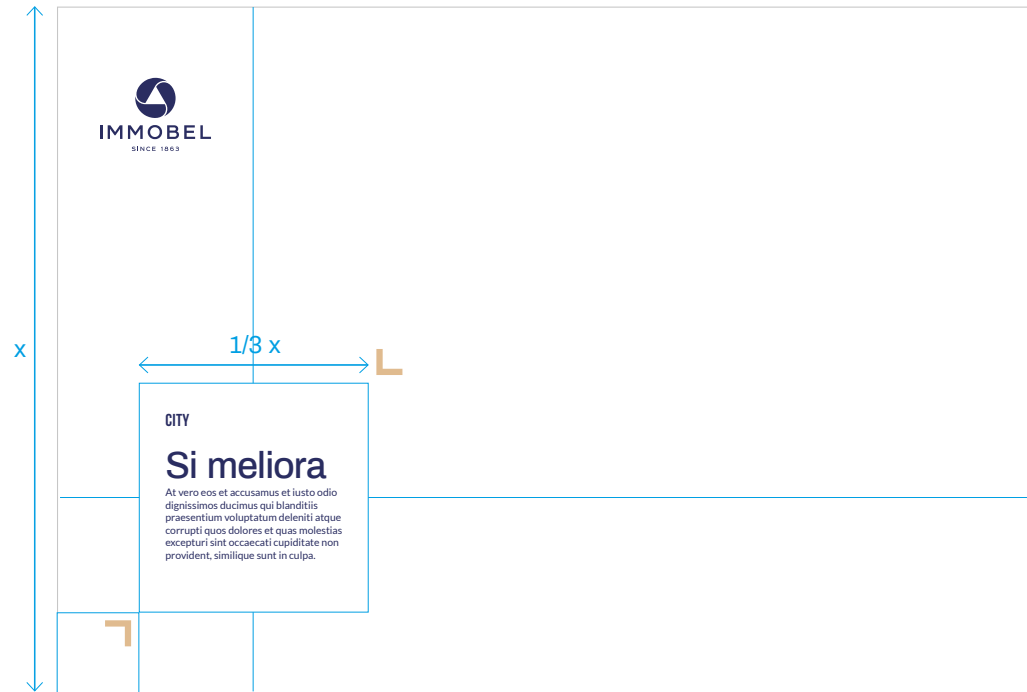 IMMOBEL
SINCE 1863
x
1/3 x
CITY
Si meliora
At vero eos et accusamus et iusto odio
dignissimos ducimus qui blanditiis
praesentium voluptatum deleniti atque
corrupti quos dolores et quas molestias
excepturi sint occaecati cupiditate non
provident, similique sunt in culpa.